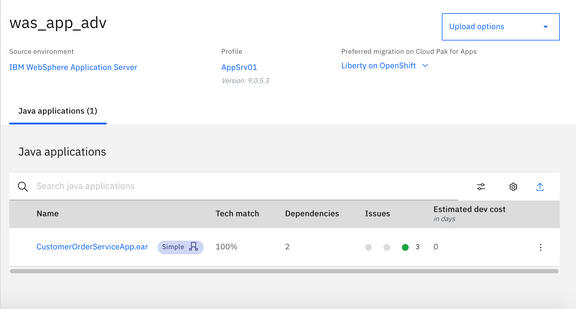 was_app_adv
Upload options
Source environment
Profile
Preferred migration on Cloud Pak for Apps
IBM WebSphere Application Server
AppSrv01
Liberty on OpenShift
Version: 9.0.5.3
Java applications (1)
Java applications
Search java applications
Name
Tech match
Dependencies
Issues
Estimated dev cost
in days
CustomerOrderServiceApp.ear
Simple
100%
2
3
0